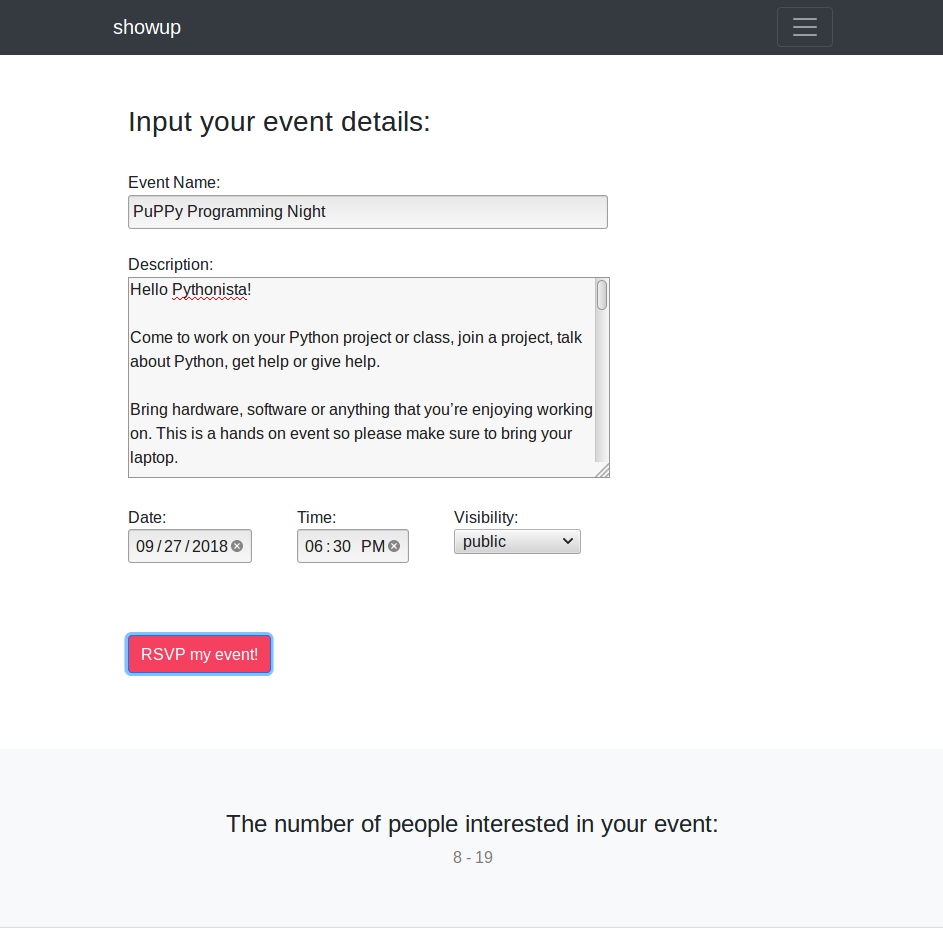 showup
Input your event details:
Event Name:
PuPPy Programming Night
Description:
Hello Pythonista!
Come to work on your Python project or class, join a project, talk
about Python, get help or give help.
Bring hardware, software or anything that you’re enjoying working
on. This is a hands on event so please make sure to bring your
laptop.
Date: Time: Visibility:
09/27/2018 06:30 PM public
RSVP my event!
The number of people interested in your event:
8 - 19